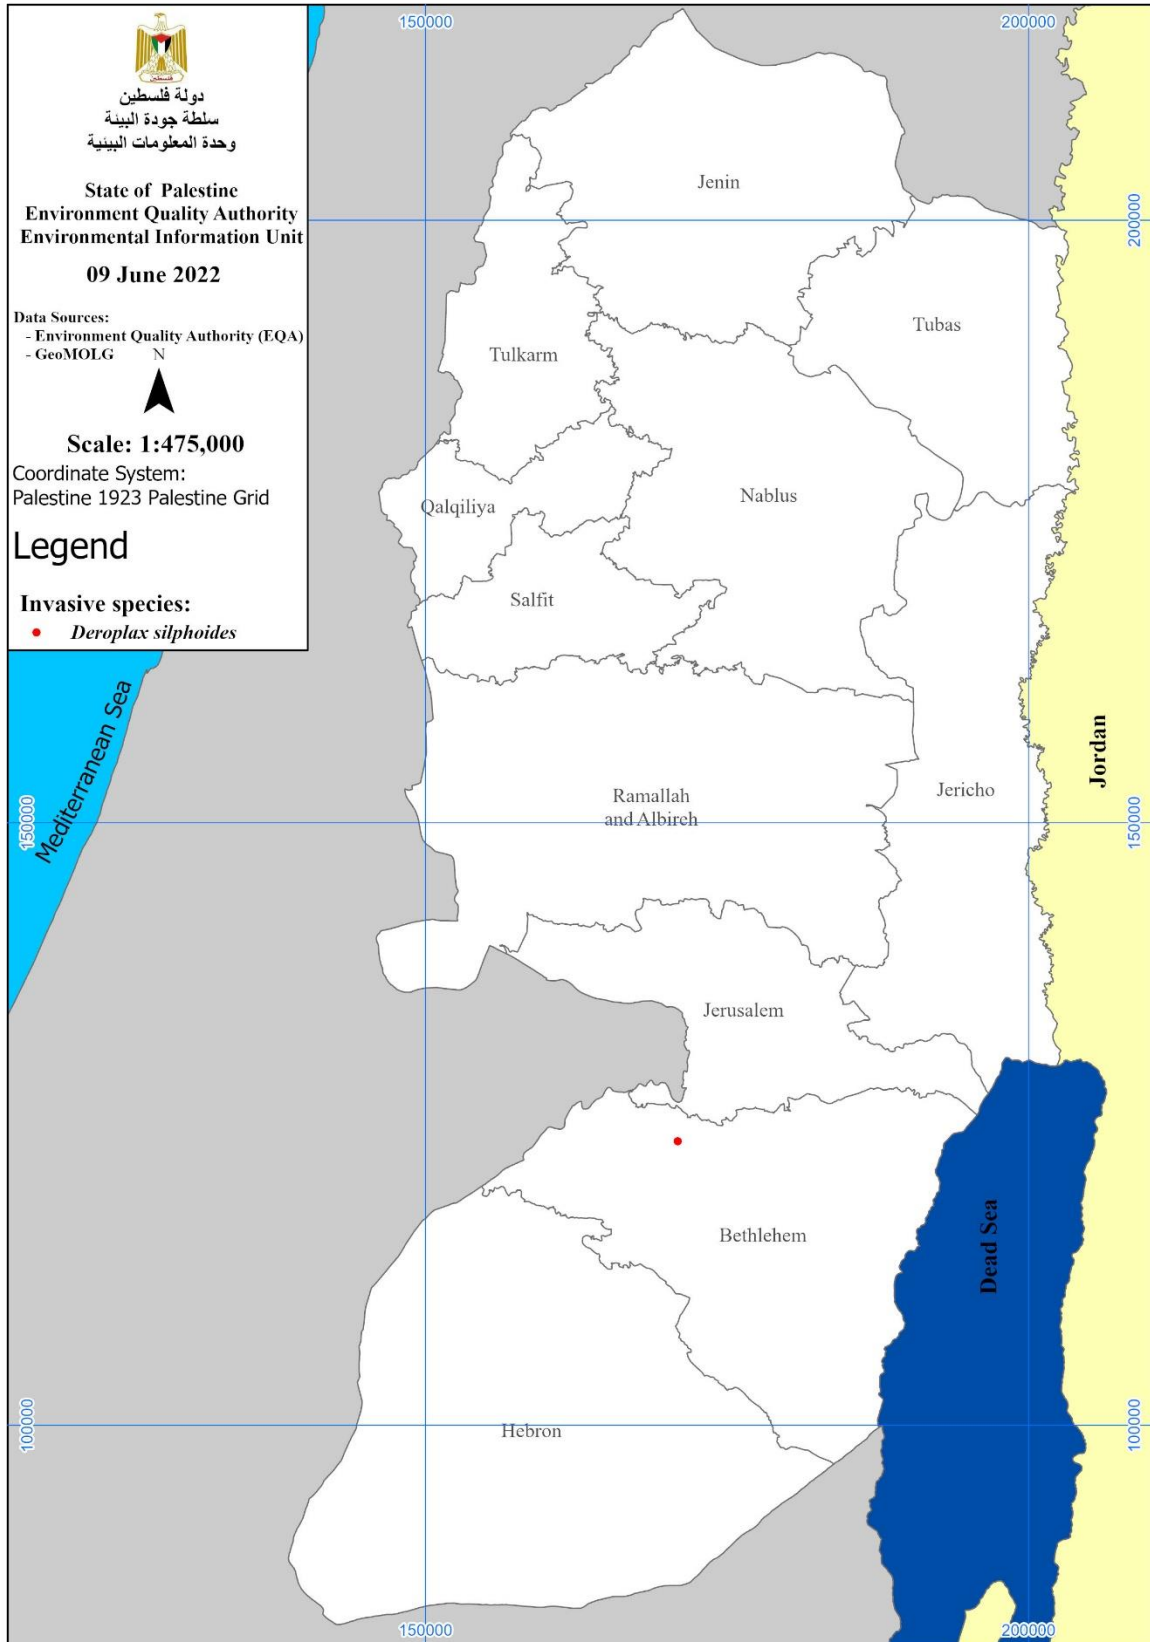 فلسطين
دولة فلسطين
سلطة جودة البيئة
وحدة المعلومات البيئية
State of Palestine
Environment Quality Authority
Environmental Information Unit
09 June 2022
Data Sources:
- Environment Quality Authority (EQA)
- GeoMOLG
N
Scale: 1:475,000
Coordinate System:
Palestine 1923 Palestine Grid
Legend
Invasive species:
Deroplax silphoides
150000
200000
200000
Jenin
Tubas
Tulkarm
Qalqiliya
Nablus
Salfit
Mediterranean Sea
Jordan
Jericho
Ramallah
and Albireh
150000
150000
Jerusalem
Bethlehem
Dead Sea
100000
Hebron
100000
150000
200000